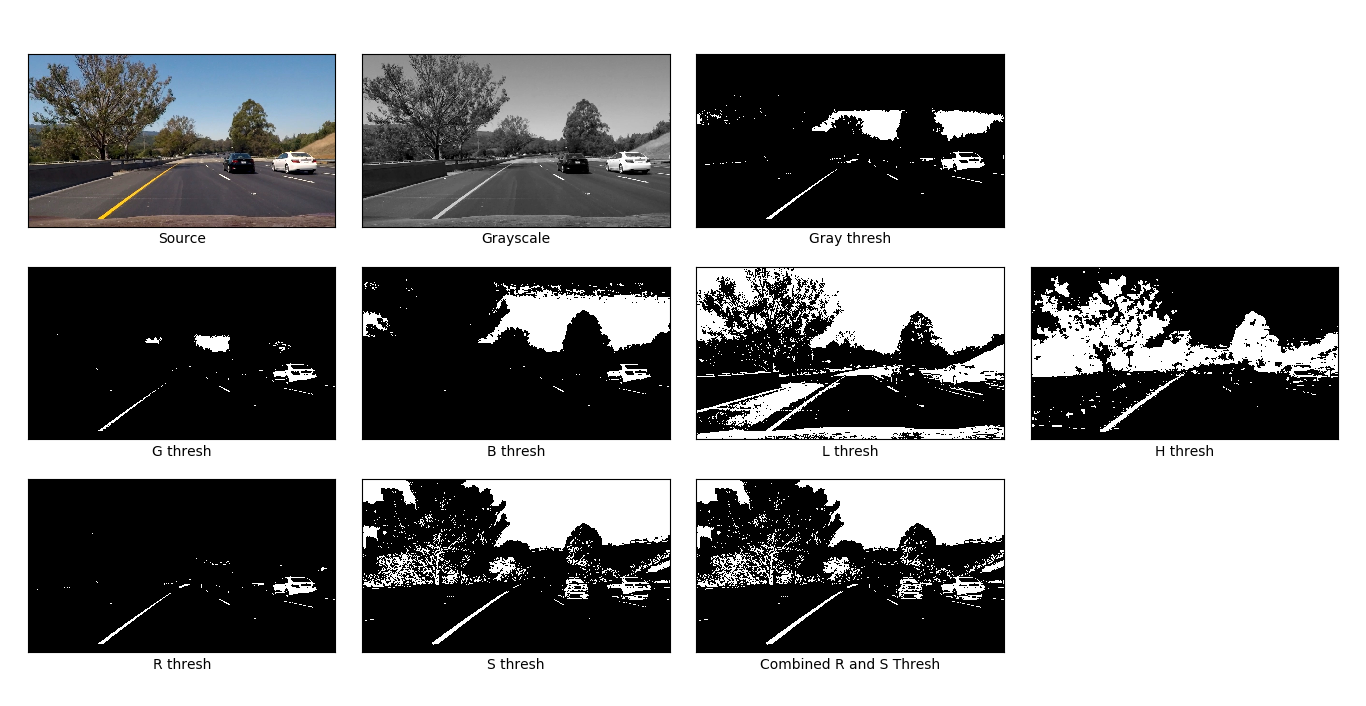 Source
Grayscale
Gray thresh
G thresh
B thresh
L thresh
H thresh
R thresh
S thresh
Combined R and S Thresh